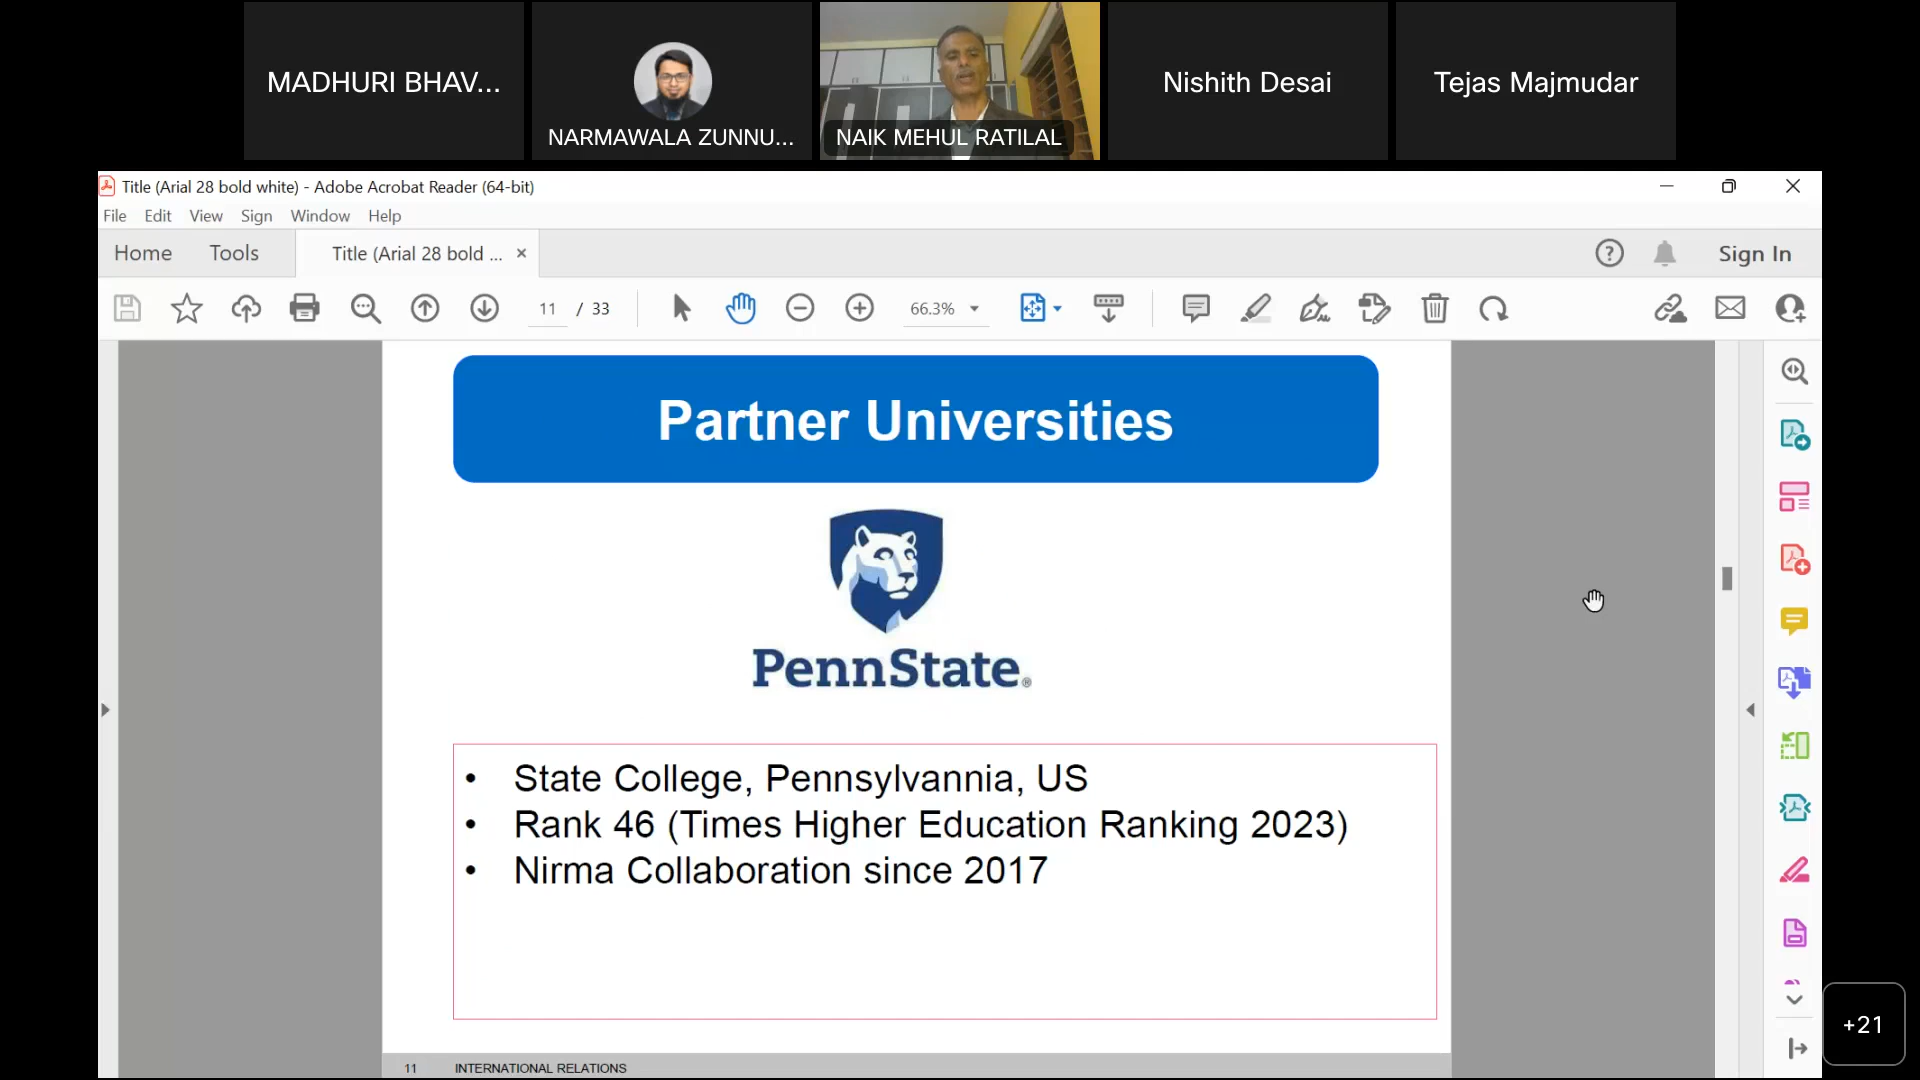 MADHURI BHAV...
NARMAWALA ZUNNU...
NAIK MEHUL RATILAL
Nishith Desai
Tejas Majmudar
Title (Arial 28 bold white) - Adobe Acrobat Reader (64-bit)
File Edit View Sign Window Help
Home Tools Title (Arial 28 bold ... Sign In
11 / 33 66.3%
Partner Universities
PennState®
• State College, Pennsylvannia, US
• Rank 46 (Times Higher Education Ranking 2023)
• Nirma Collaboration since 2017
11 INTERNATIONAL RELATIONS
+21